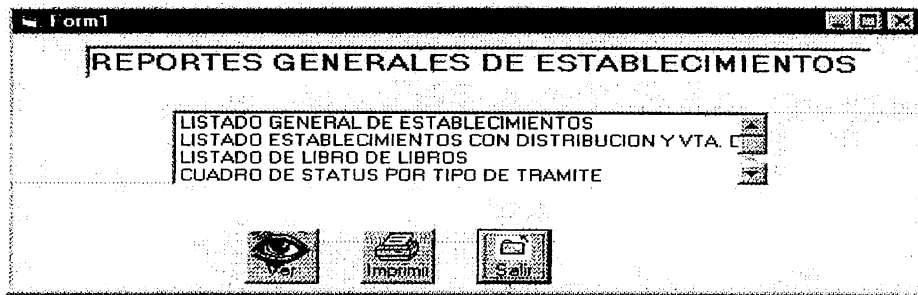 Form1
REPORTES GENERALES DE ESTABLECIMIENTOS
LISTADO GENERAL DE ESTABLECIMIENTOS
LISTADO ESTABLECIMIENTOS CON DISTRIBUCION Y VTA.
LISTADO DE LIBRO DE LIBROS
CUADRO DE STATUS POR TIPO DE TRAMITE
Ver Imprimir Salir